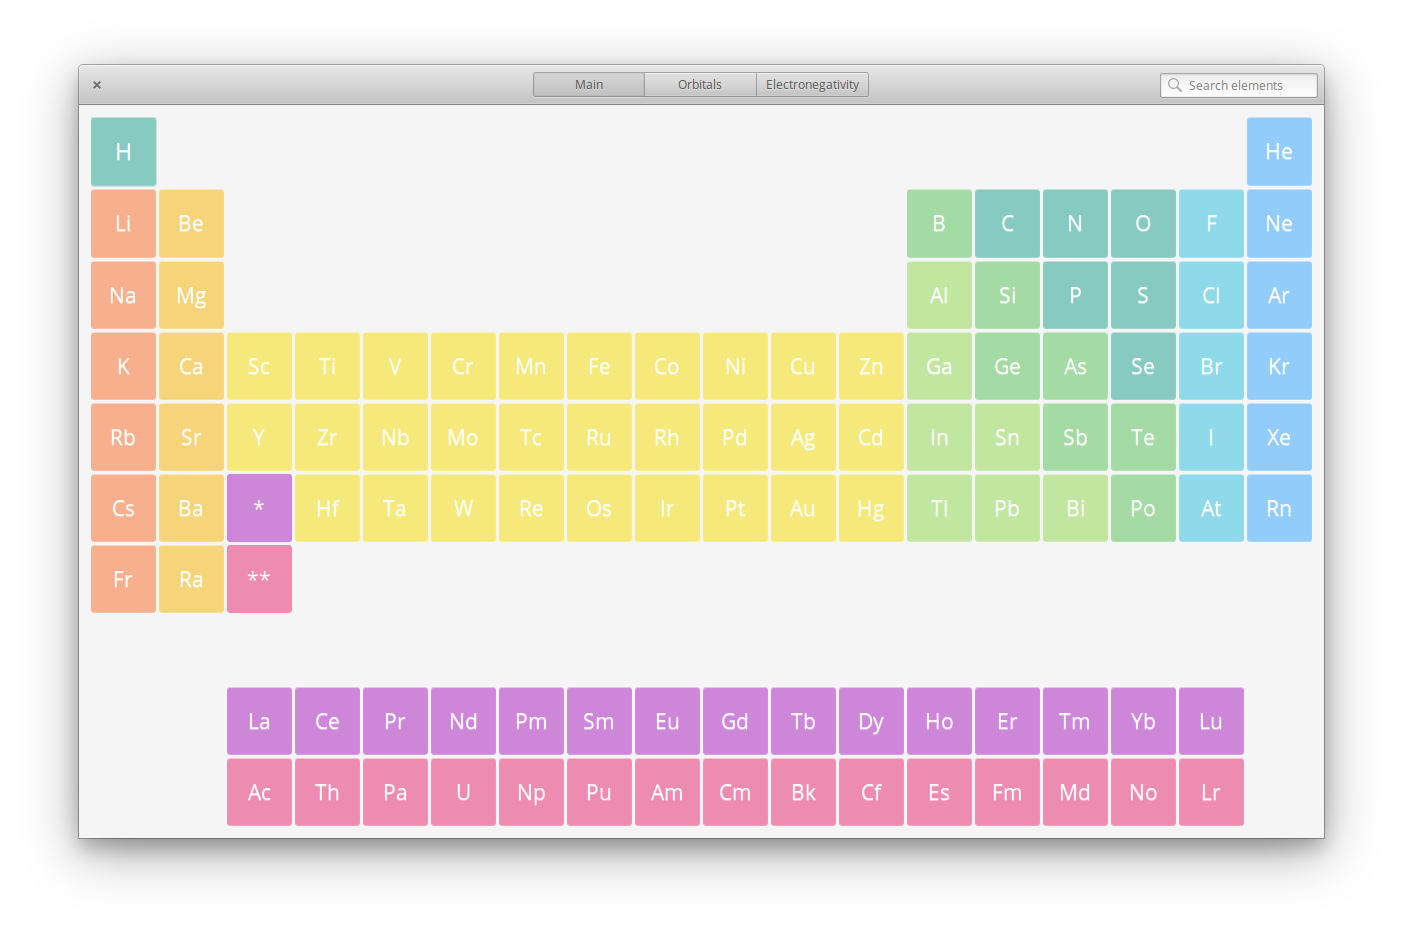 × Main Orbitals Electronegativity Search elements
H He
Li Be B C N O F Ne
Na Mg Al Si P S Cl Ar
K Ca Sc Ti V Cr Mn Fe Co Ni Cu Zn Ga Ge As Se Br Kr
Rb Sr Y Zr Nb Mo Tc Ru Rh Pd Ag Cd In Sn Sb Te I Xe
Cs Ba * Hf Ta W Re Os Ir Pt Au Hg Tl Pb Bi Po At Rn
Fr Ra **
La Ce Pr Nd Pm Sm Eu Gd Tb Dy Ho Er Tm Yb Lu
Ac Th Pa U Np Pu Am Cm Bk Cf Es Fm Md No Lr